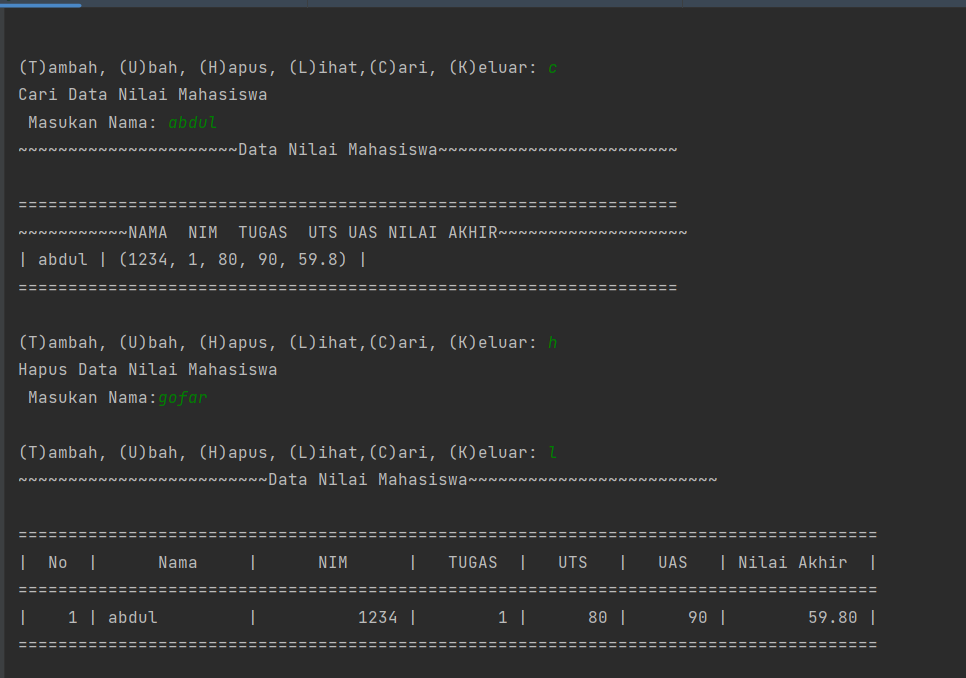 (T)ambah, (U)bah, (H)apus, (L)ihat,(C)ari, (K)eluar: c
Cari Data Nilai Mahasiswa
 Masukan Nama: abdul
~~~~~~~~~~~~~~~~~~~~~~Data Nilai Mahasiswa~~~~~~~~~~~~~~~~~~~~~~~~
==================================================================
~~~~~~~~~~~NAMA  NIM  TUGAS  UTS UAS NILAI AKHIR~~~~~~~~~~~~~~~~~~~
| abdul | (1234, 1, 80, 90, 59.8) |
==================================================================
(T)ambah, (U)bah, (H)apus, (L)ihat,(C)ari, (K)eluar: h
Hapus Data Nilai Mahasiswa
 Masukan Nama:gofar
(T)ambah, (U)bah, (H)apus, (L)ihat,(C)ari, (K)eluar: l
~~~~~~~~~~~~~~~~~~~~~~~~~Data Nilai Mahasiswa~~~~~~~~~~~~~~~~~~~~~~~~~
======================================================================================
|  No  |      Nama     |      NIM      |   TUGAS  |   UTS   |   UAS   | Nilai Akhir  |
======================================================================================
|    1 | abdul         |          1234 |        1 |      80 |      90 |        59.80 |
======================================================================================